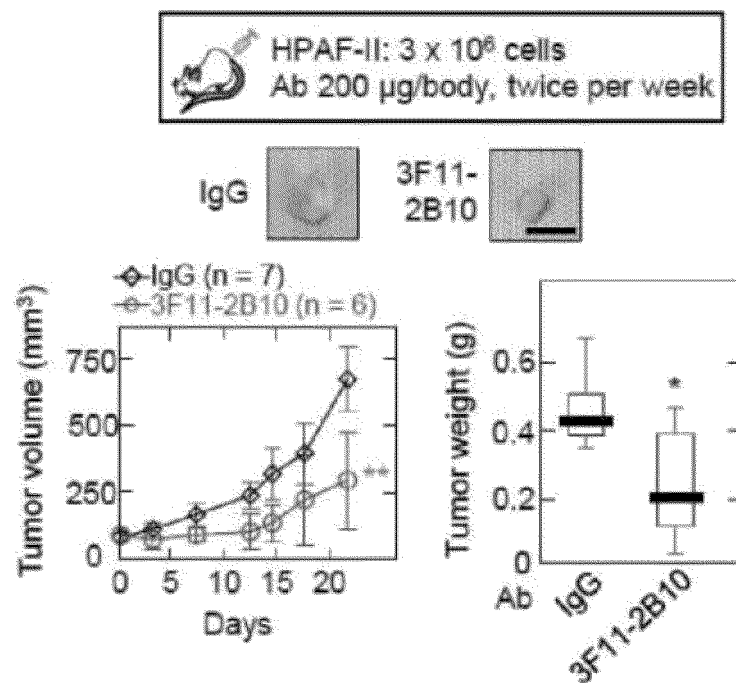 HPAF-II: 3 x 10⁶ cells
Ab 200 µg/body, twice per week
IgG
3F11-
2B10
IgG (n = 7)
3F11-2B10 (n = 6)
Tumor volume (mm³)
750
500
250
0
**
0 5 10 15 20
Days
Tumor weight (g)
0.6
0.4
0.2
0
*
Ab
IgG
3F11-2B10